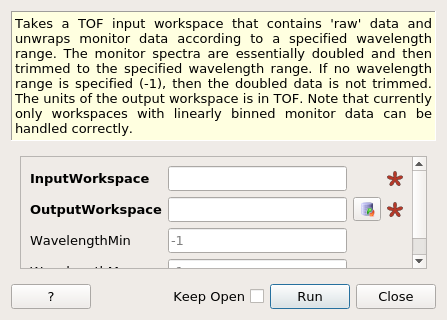 Takes a TOF input workspace that contains 'raw' data and
unwraps monitor data according to a specified wavelength
range. The monitor spectra are essentially doubled and then
trimmed to the specified wavelength range. If no wavelength
range is specified (-1), then the doubled data is not trimmed.
The units of the output workspace is in TOF. Note that currently
only workspaces with linearly binned monitor data can be
handled correctly.
InputWorkspace
OutputWorkspace
WavelengthMin -1
? Keep Open Run Close